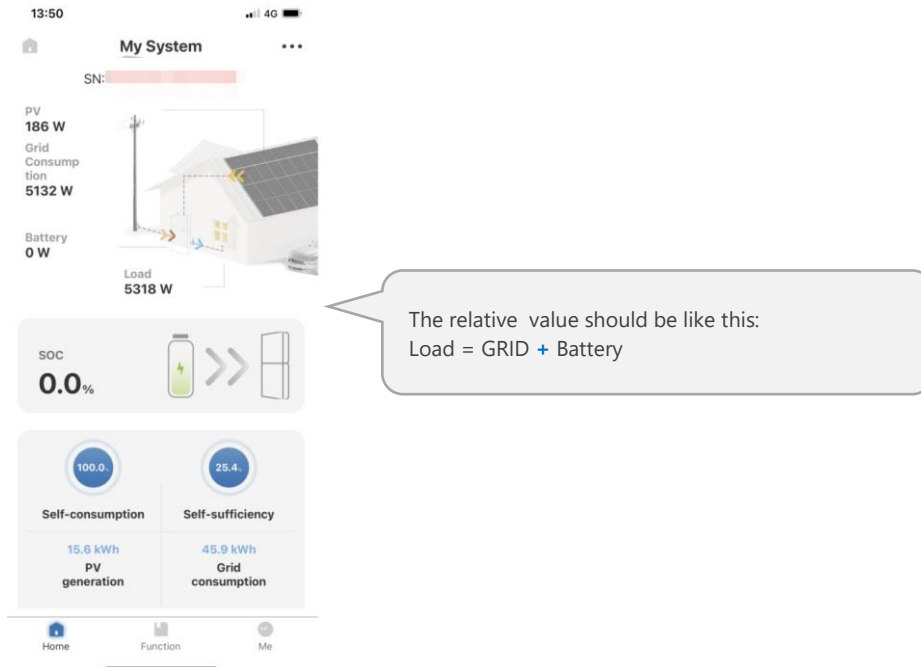 13:50
4G
My System
SN:
PV
186 W
Grid
Consump
tion
5132 W
Battery
0 W
Load
5318 W
The relative value should be like this:
Load = GRID + Battery
SOC
0.0%
100.0%
25.4%
Self-consumption
Self-sufficiency
15.6 kWh
PV
generation
45.9 kWh
Grid
consumption
Home
Function
Me